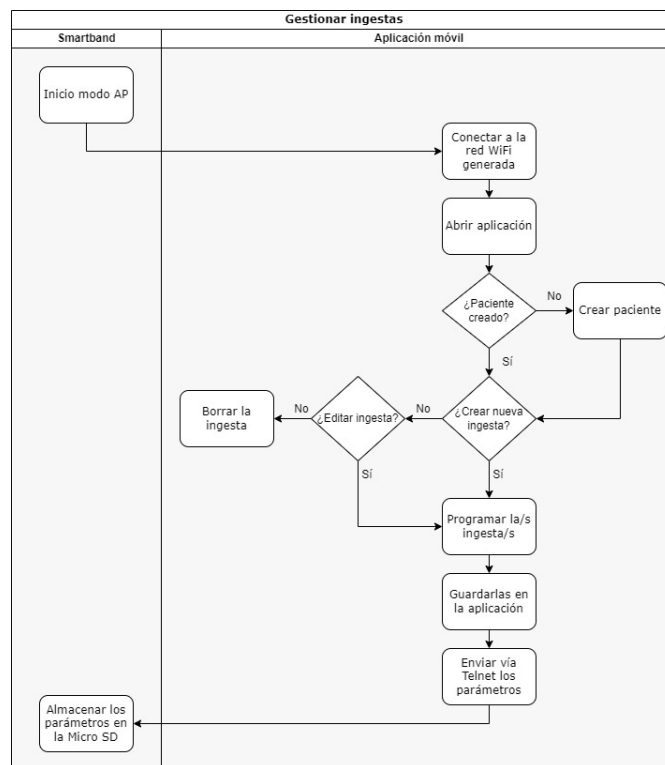 Gestionar ingestas
Smartband
Aplicación móvil
Inicio modo AP
Conectar a la
red WiFi
generada
Abrir aplicación
¿Paciente
creado?
No
Crear paciente
Sí
Borrar la
ingesta
No
¿Editar ingesta?
No
¿Crear nueva
ingesta?
Sí
Sí
Programar la/s
ingesta/s
Guardarlas en
la aplicación
Enviar vía
Telnet los
parámetros
Almacenar los
parámetros en
la Micro SD